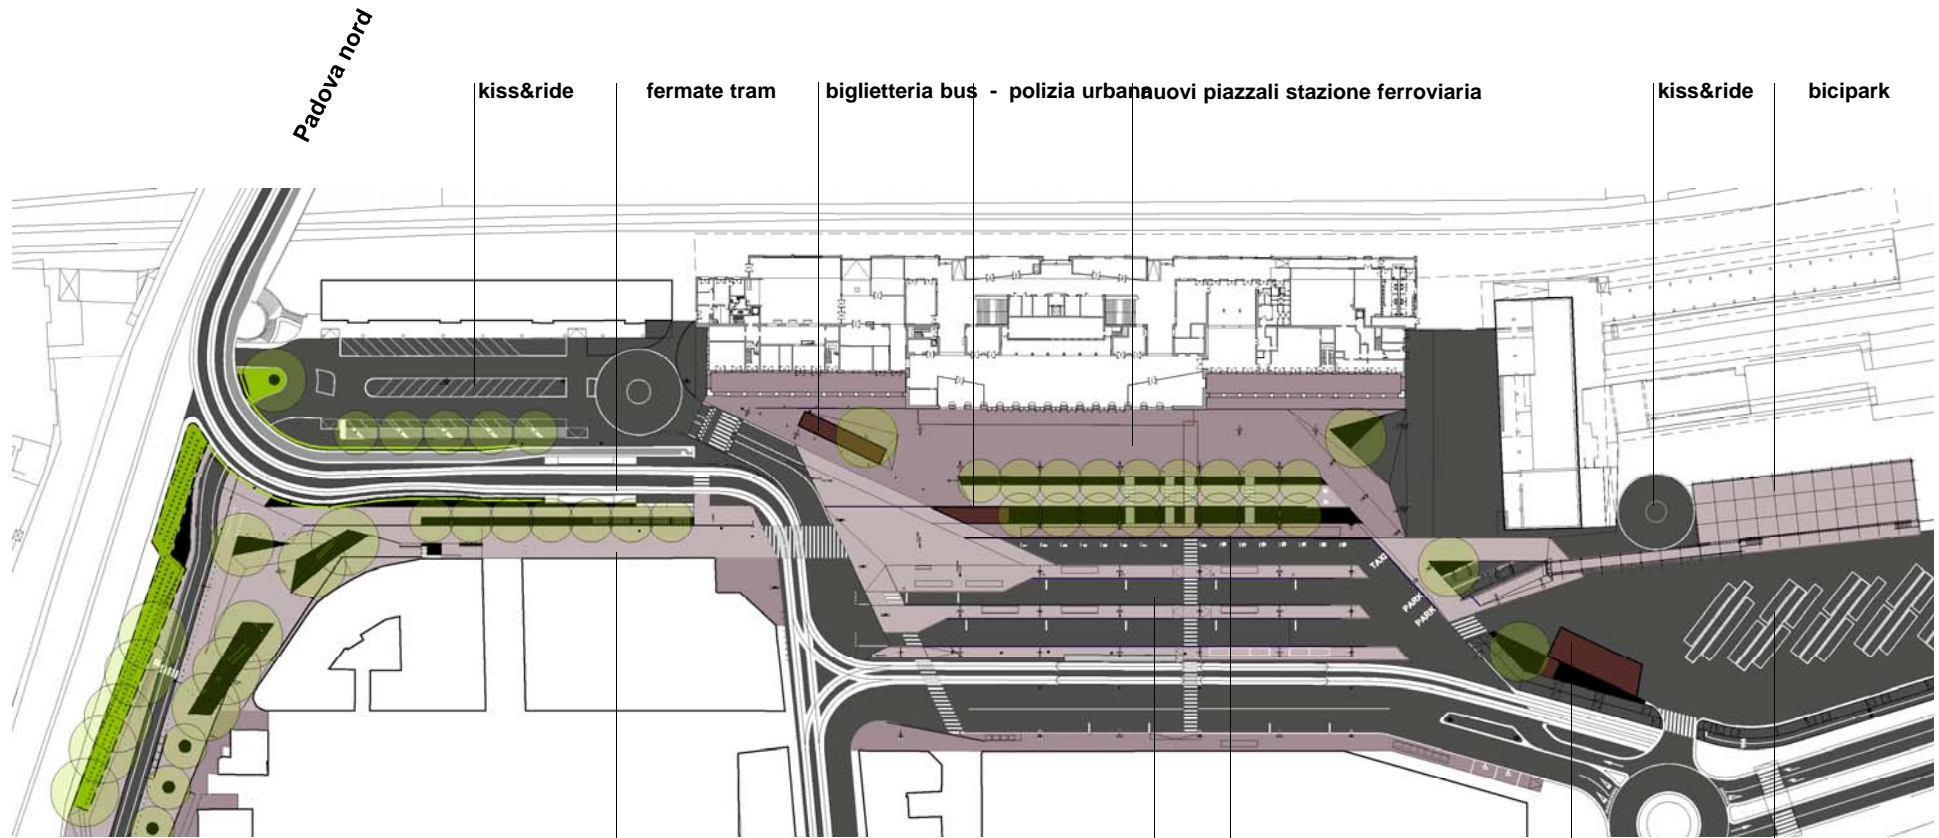 Padova nord
kiss&ride
fermate tram
biglietteria bus - polizia urbana
nuovi piazzali stazione ferroviaria
kiss&ride
bicipark
TAXI
PARK
PARK